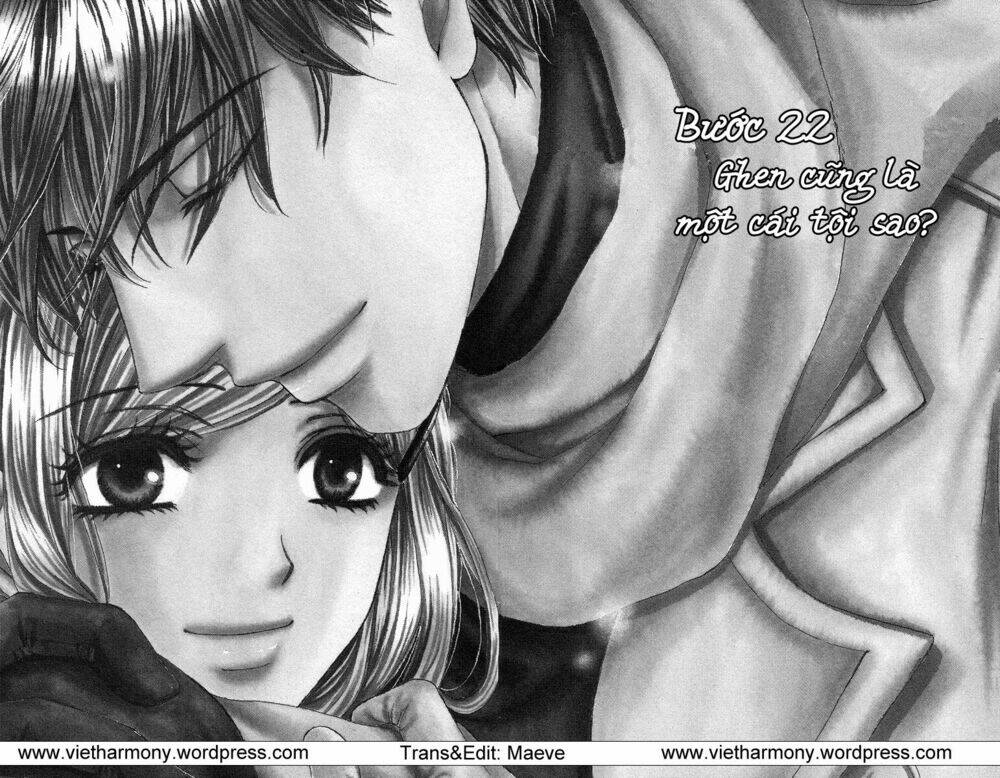 Bước 22
Ghen cũng là
một cái tội sao?
www.vietharmony.wordpress.com Trans&Edit: Maeve www.vietharmony.wordpress.com